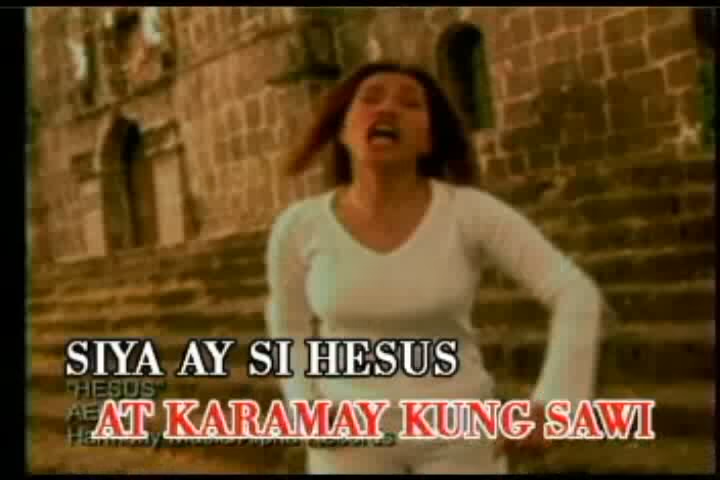 SIYA AY SI HESUS
"HESUS"
AT KARAMAY KUNG SAWI